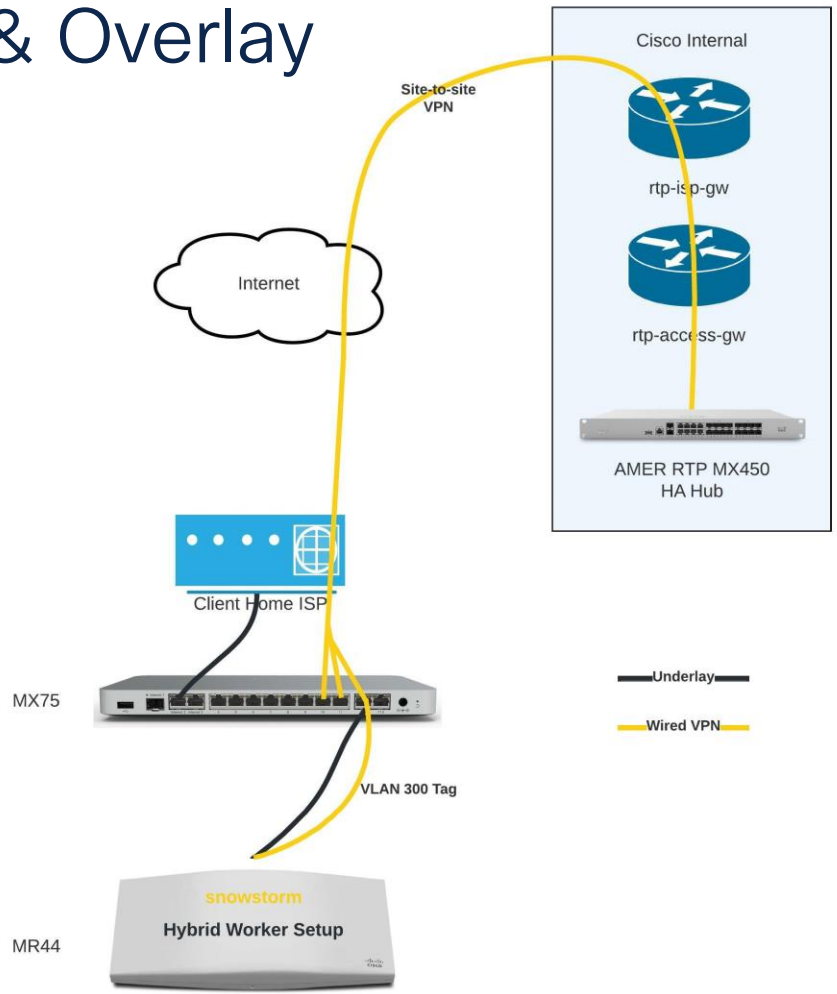 & Overlay
Cisco Internal
Site-to-site
VPN
rtp-isp-gw
Internet
rtp-access-gw
AMER RTP MX450
HA Hub
Client Home ISP
MX75
Underlay
Wired VPN
VLAN 300 Tag
snowstorm
Hybrid Worker Setup
MR44